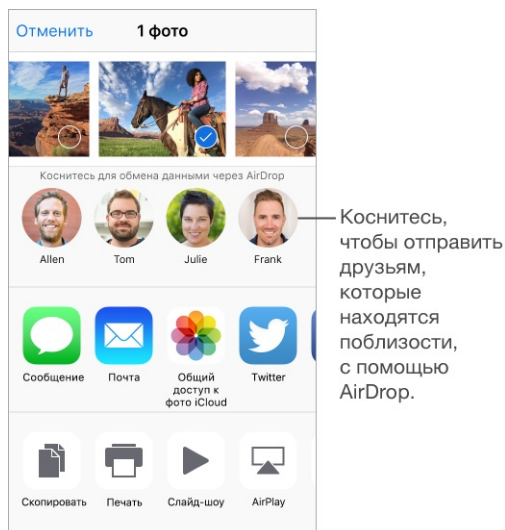 Отменить 1 фото
Коснитесь для обмена данными через AirDrop
Allen Tom Julie Frank
Коснитесь,
чтобы отправить
друзьям,
которые
находятся
поблизости,
с помощью
AirDrop.
Сообщение Почта Общий Twitter
доступ к
фото iCloud
Скопировать Печать Слайд-шоу AirPlay